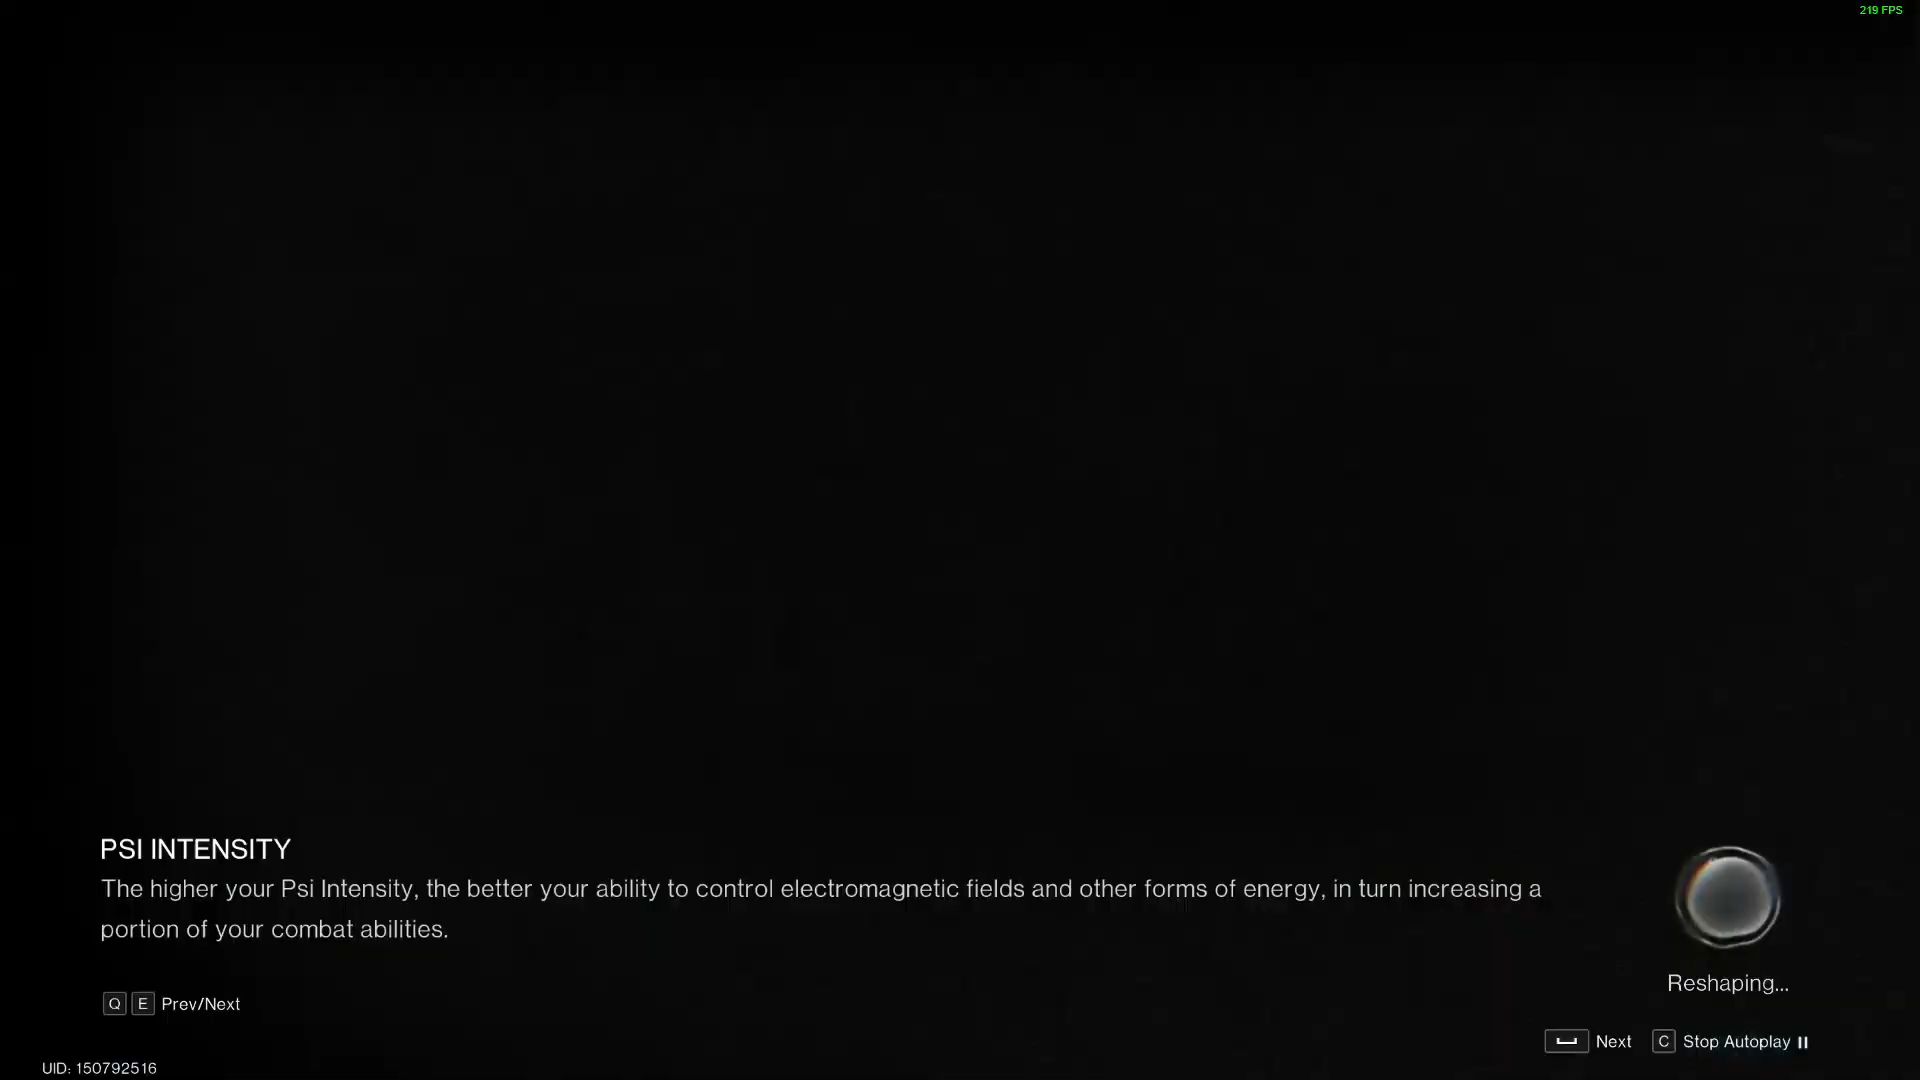 219 FPS
PSI INTENSITY
The higher your Psi Intensity, the better your ability to control electromagnetic fields and other forms of energy, in turn increasing a
portion of your combat abilities.
Reshaping...
Q E Prev/Next
Next C Stop Autoplay
UID: 150792516